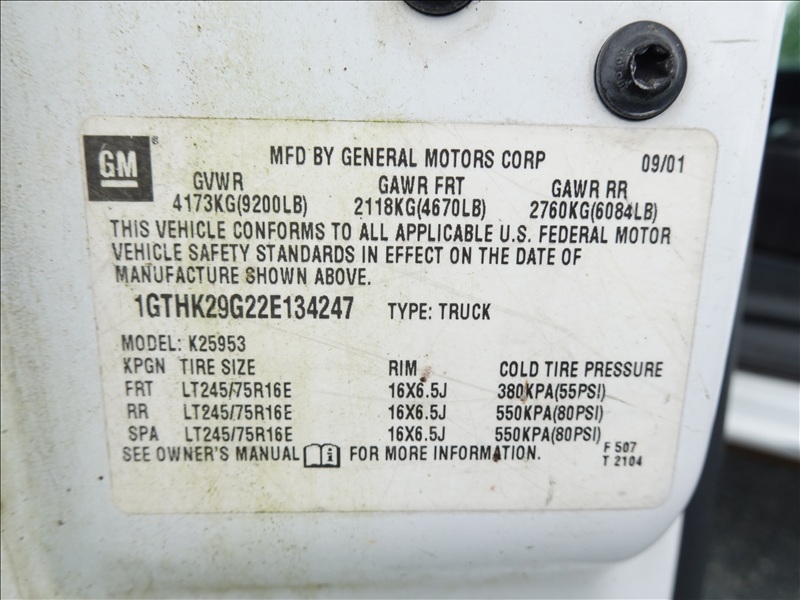 GM ®
MFD BY GENERAL MOTORS CORP 09/01
GVWR GAWR FRT GAWR RR
4173KG(9200LB) 2118KG(4670LB) 2760KG(6084LB)
THIS VEHICLE CONFORMS TO ALL APPLICABLE U.S. FEDERAL MOTOR
VEHICLE SAFETY STANDARDS IN EFFECT ON THE DATE OF
MANUFACTURE SHOWN ABOVE.
1GTHK29G22E134247 TYPE: TRUCK
MODEL: K25953
KPGN TIRE SIZE RIM COLD TIRE PRESSURE
FRT LT245/75R16E 16X6.5J 380KPA(55PSI)
RR LT245/75R16E 16X6.5J 550KPA(80PSI)
SPA LT245/75R16E 16X6.5J 550KPA(80PSI)
SEE OWNER'S MANUAL FOR MORE INFORMATION.
F 507
T 2104